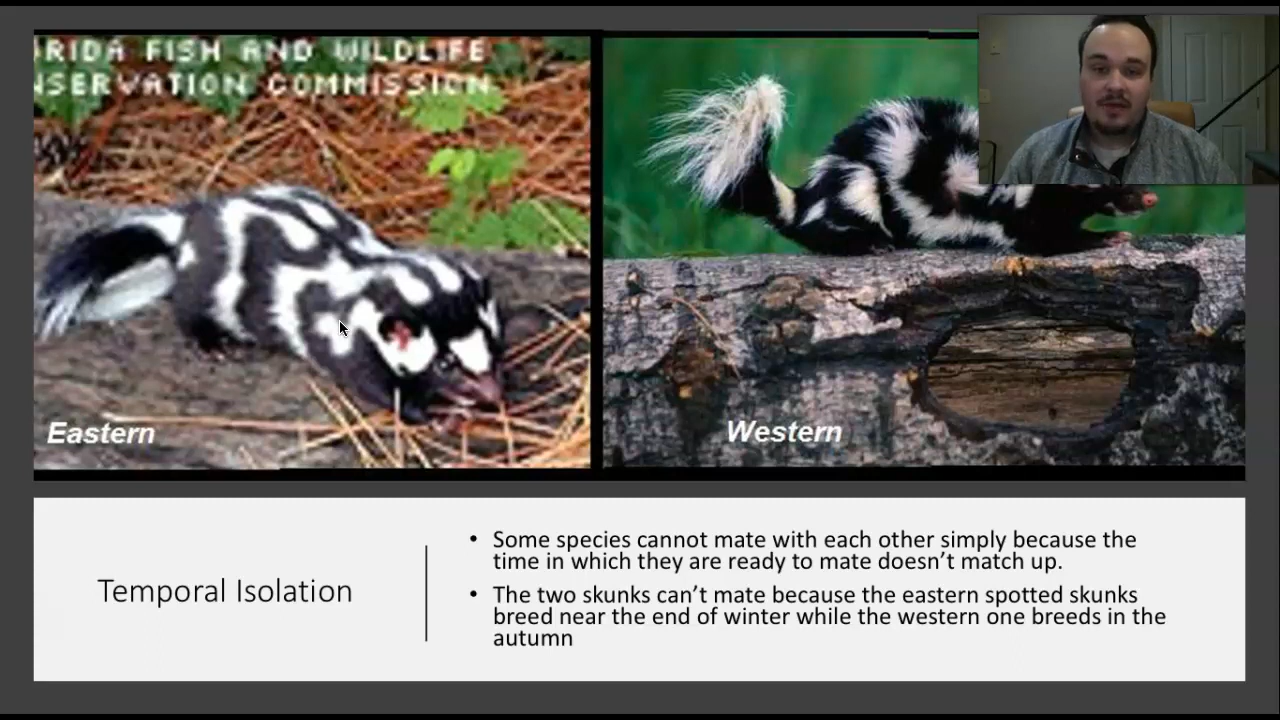 RIDA FISH AND WILDLIFE
NSERVATION COMMISSION
Eastern
Western
Temporal Isolation
• Some species cannot mate with each other simply because the
time in which they are ready to mate doesn’t match up.
• The two skunks can’t mate because the eastern spotted skunks
breed near the end of winter while the western one breeds in the
autumn